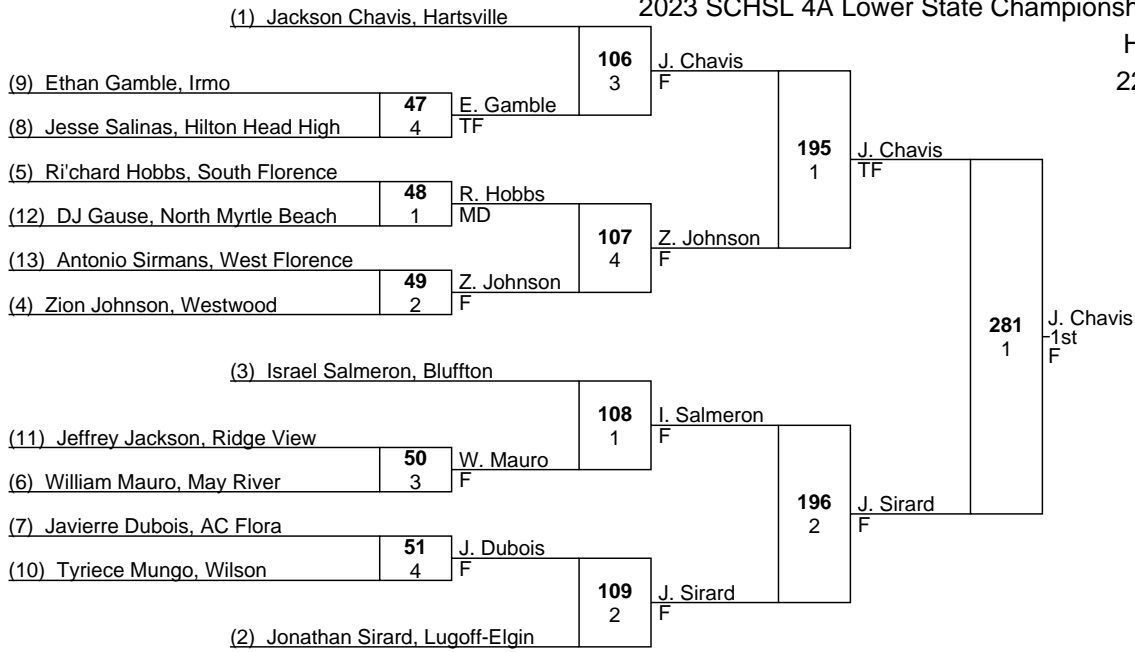 2023 SCHSL 4A Lower State Championsh
H
22
(1) Jackson Chavis, Hartsville
106
3
J. Chavis
F
(9) Ethan Gamble, Irmo
47
4
E. Gamble
TF
(8) Jesse Salinas, Hilton Head High
195
1
J. Chavis
TF
(5) Ri'chard Hobbs, South Florence
48
1
R. Hobbs
MD
(12) DJ Gause, North Myrtle Beach
107
4
Z. Johnson
F
(13) Antonio Sirmans, West Florence
49
2
Z. Johnson
F
(4) Zion Johnson, Westwood
281
1
J. Chavis
1st
F
(3) Israel Salmeron, Bluffton
108
1
I. Salmeron
F
(11) Jeffrey Jackson, Ridge View
50
3
W. Mauro
F
(6) William Mauro, May River
196
2
J. Sirard
F
(7) Javierre Dubois, AC Flora
51
4
J. Dubois
F
(10) Tyriece Mungo, Wilson
109
2
J. Sirard
F
(2) Jonathan Sirard, Lugoff-Elgin